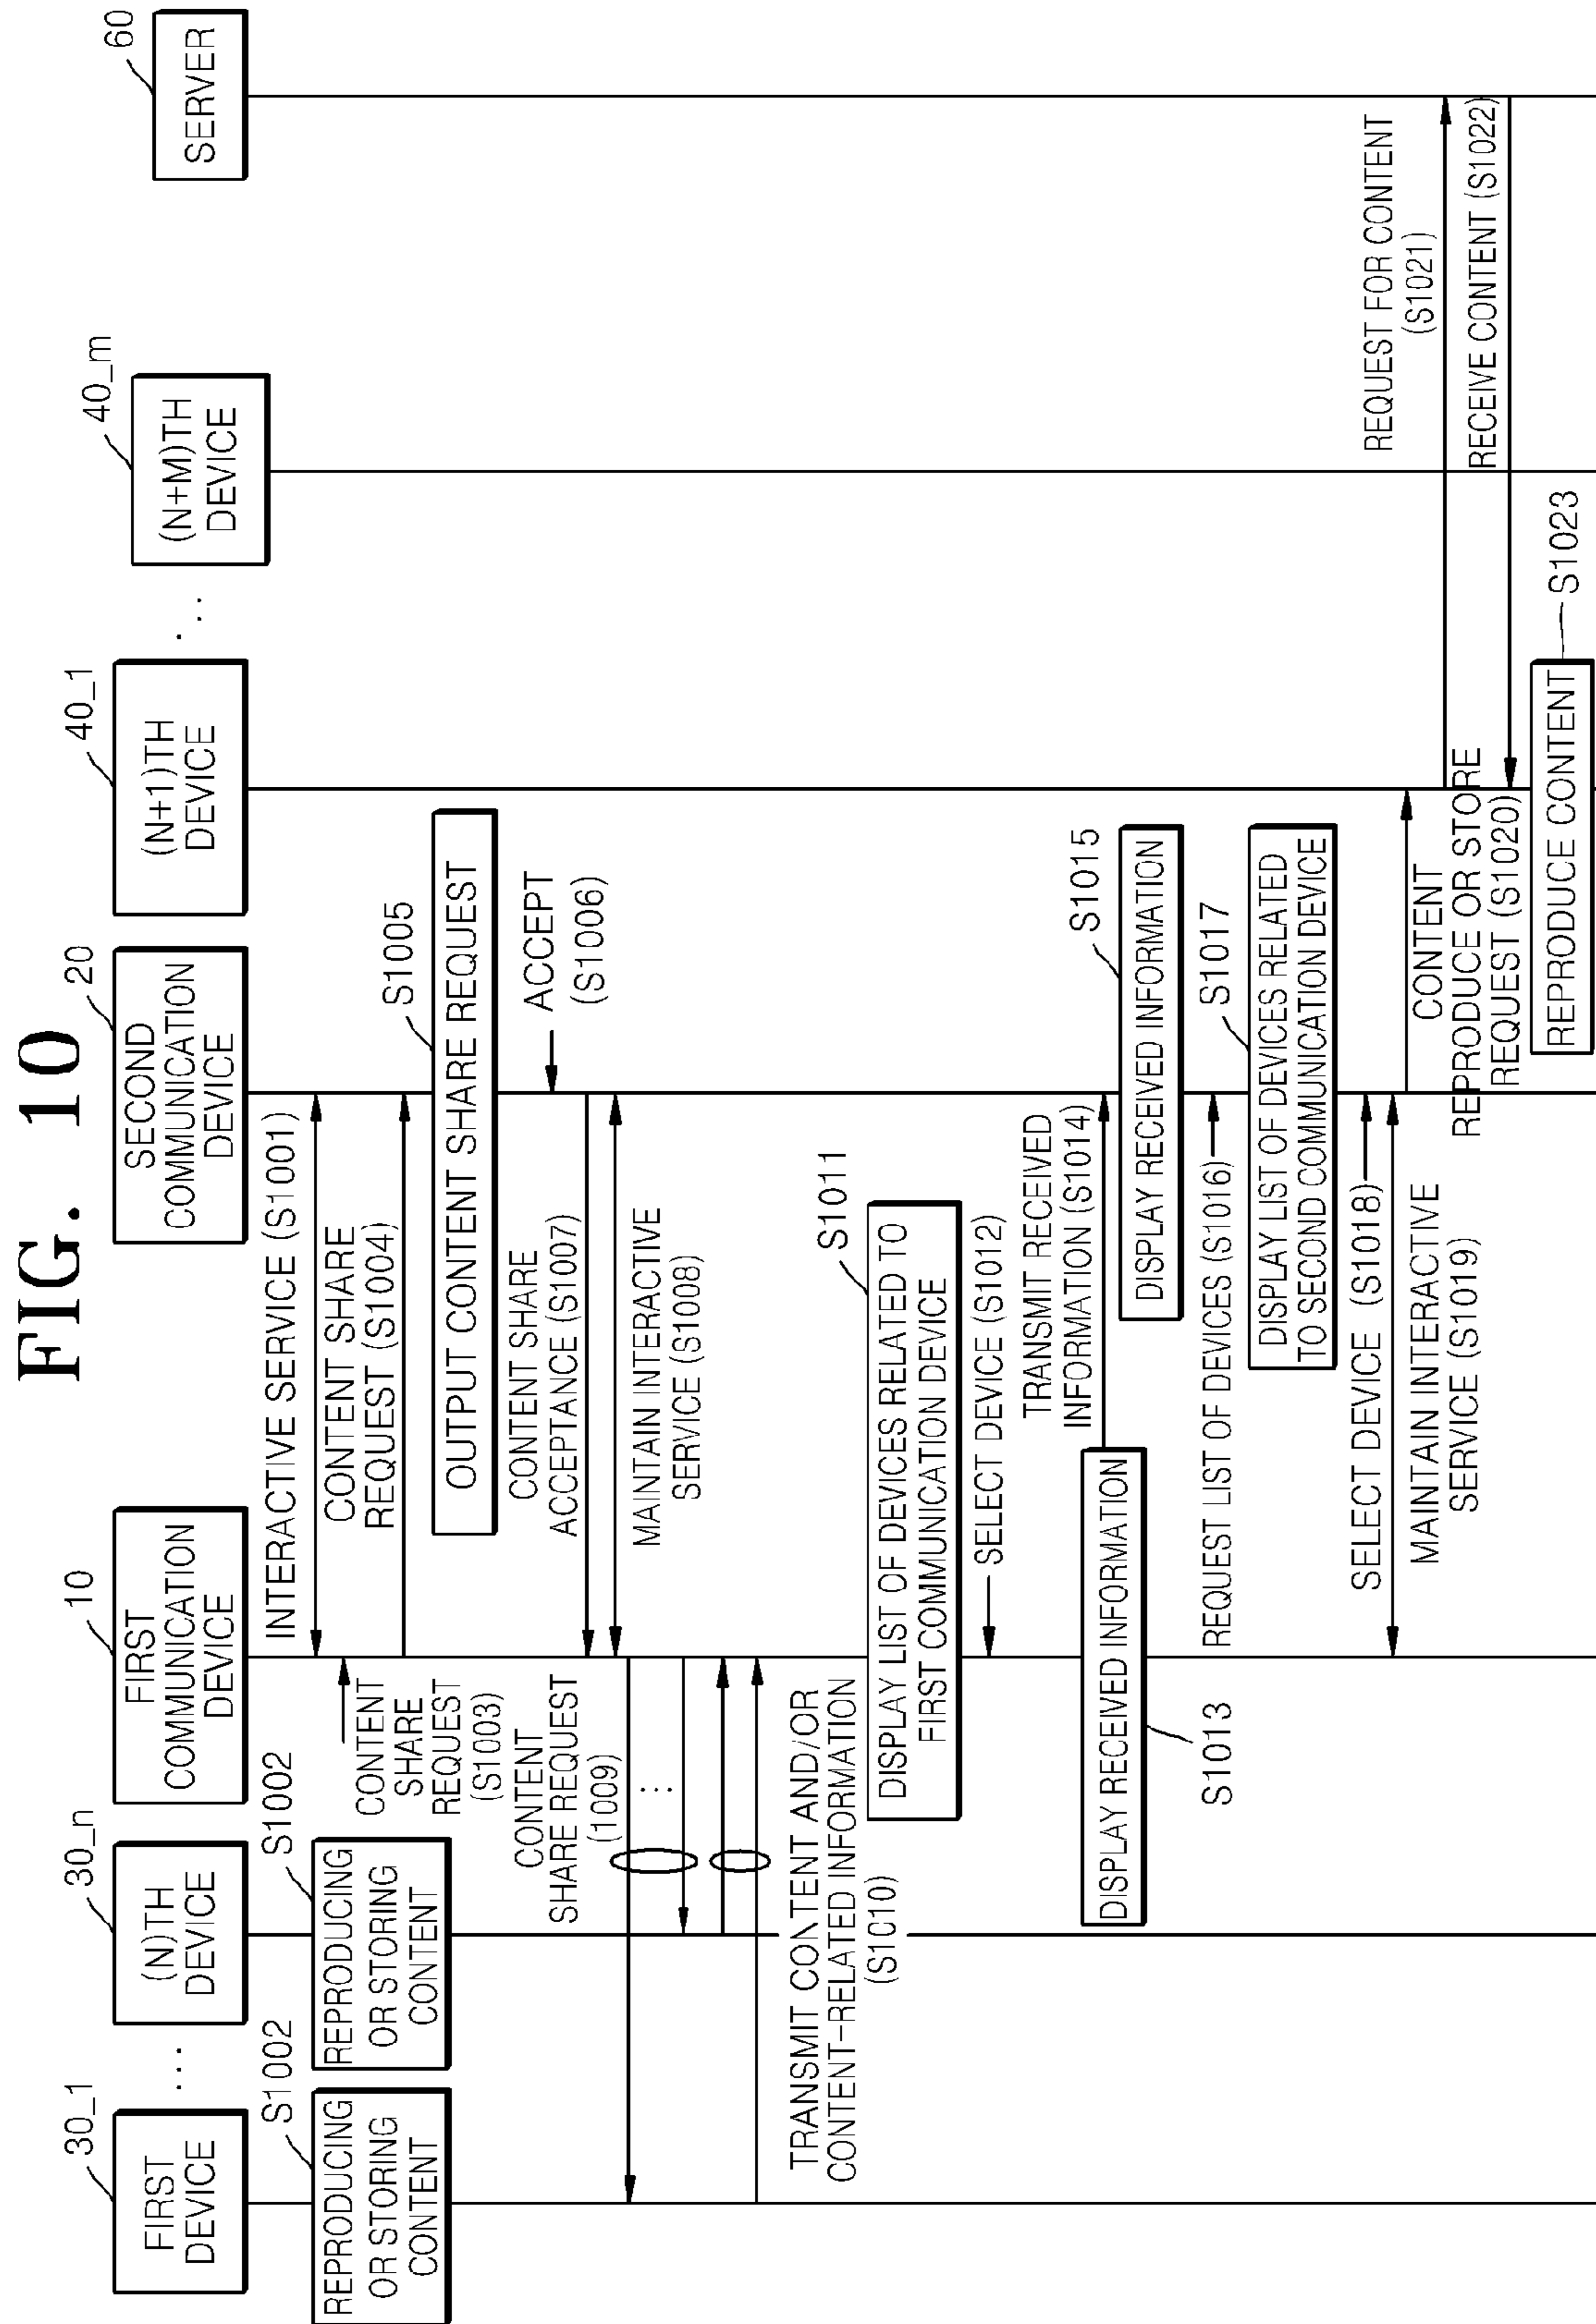 FIG. 10
30_1
FIRST
DEVICE
...
30_n
(N)TH
DEVICE
10
FIRST
COMMUNICATION
DEVICE
20
SECOND
COMMUNICATION
DEVICE
40_1
(N+1)TH
DEVICE
...
40_m
(N+M)TH
DEVICE
60
SERVER
INTERACTIVE SERVICE (S1001)
S1002
REPRODUCING
OR STORING
CONTENT
S1002
REPRODUCING
OR STORING
CONTENT
CONTENT
SHARE
REQUEST
(S1003)
CONTENT SHARE
REQUEST (S1004)
S1005
OUTPUT CONTENT SHARE REQUEST
ACCEPT
(S1006)
CONTENT SHARE
ACCEPTANCE (S1007)
MAINTAIN INTERACTIVE
SERVICE (S1008)
CONTENT
SHARE REQUEST
(1009)
...
TRANSMIT CONTENT AND/OR
CONTENT-RELATED INFORMATION
(S1010)
S1011
DISPLAY LIST OF DEVICES RELATED TO
FIRST COMMUNICATION DEVICE
SELECT DEVICE (S1012)
DISPLAY RECEIVED INFORMATION
S1013
TRANSMIT RECEIVED
INFORMATION (S1014)
S1015
DISPLAY RECEIVED INFORMATION
REQUEST LIST OF DEVICES (S1016)
S1017
DISPLAY LIST OF DEVICES RELATED
TO SECOND COMMUNICATION DEVICE
SELECT DEVICE (S1018)
MAINTAIN INTERACTIVE
SERVICE (S1019)
CONTENT
REPRODUCE OR STORE
REQUEST (S1020)
REQUEST FOR CONTENT
(S1021)
RECEIVE CONTENT (S1022)
REPRODUCE CONTENT
S1023